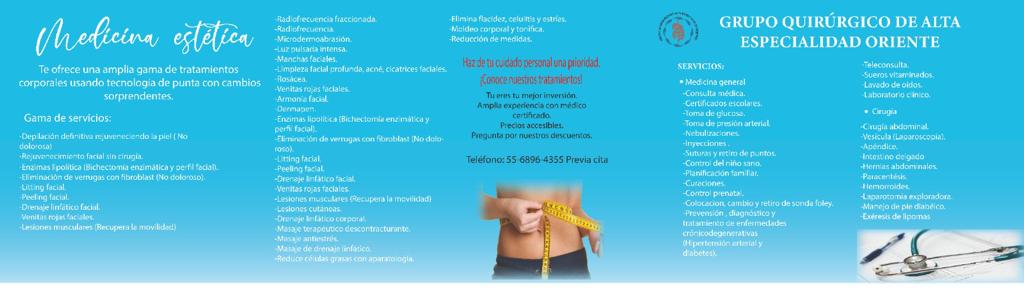 Medicina estética
Te ofrece una amplia gama de tratamientos
corporales usando tecnología de punta con cambios
sorprendentes.
Gama de servicios:
-Depilación definitiva rejuveneciendo la piel ( No
dolorosa)
-Rejuvenecimiento facial sin cirugía.
-Enzimas lipolítica (Bichectomía enzimática y perfil facial).
-Eliminación de verrugas con fibroblast (No doloroso).
-Litting facial.
-Peeling facial.
-Drenaje linfático facial.
-Venitas rojas faciales.
-Lesiones musculares (Recupera la movilidad)
-Radiofrecuencia fraccionada.
-Radiofrecuencia.
-Microdermoabrasión.
-Luz pulsada intensa.
-Manchas faciales.
-Limpieza facial profunda, acné, cicatrices faciales.
-Rosácea.
-Venitas rojas faciales.
-Armonía facial.
-Dermapen.
-Enzimas lipolítica (Bichectomía enzimática y
perfil facial).
-Eliminación de verrugas con fibroblast (No dolo-
roso).
-Litting facial.
-Peeling facial.
-Drenaje linfático facial.
-Venitas rojas faciales.
-Lesiones musculares (Recupera la movilidad)
-Lesiones cutáneas.
-Drenaje linfático corporal.
-Masaje terapéutico descontracturante.
-Masaje antiestrés.
-Masaje de drenaje linfático.
-Reduce células grasas con aparatología.
-Elimina flacidez, celulitis y estrías.
-Moldeo corporal y tonifica.
-Reducción de medidas.
Haz de tu cuidado personal una prioridad.
¡Conoce nuestros tratamientos!
Tu eres tu mejor inversión.
Amplia experiencia con médico
certificado.
Precios accesibles.
Pregunta por nuestros descuentos.
Teléfono: 55-6896-4355 Previa cita
GRUPO QUIRÚRGICO DE ALTA
ESPECIALIDAD ORIENTE
SERVICIOS:
• Medicina general
-Consulta médica.
-Certificados escolares.
-Toma de glucosa.
-Toma de presión arterial.
-Nebulizaciones.
-Inyecciones .
-Suturas y retiro de puntos.
-Control del niño sano.
-Planificación familiar.
-Curaciones.
-Control prenatal.
-Colocacion, cambio y retiro de sonda foley.
-Prevención , diagnóstico y
tratamiento de enfermedades
crónicodegenerativas
(Hipertensión arterial y
diabetes).
-Teleconsulta.
-Sueros vitaminados.
-Lavado de oídos.
-Laboratorio clínico.
• Cirugía
-Cirugía abdominal.
-Vesícula (Laparoscopia).
-Apéndice.
-Intestino delgado
-Hernias abdominales.
-Paracentésis.
-Hemorroides.
-Laparotomía exploradora.
-Manejo de pie diabético.
-Exéresis de lipomas